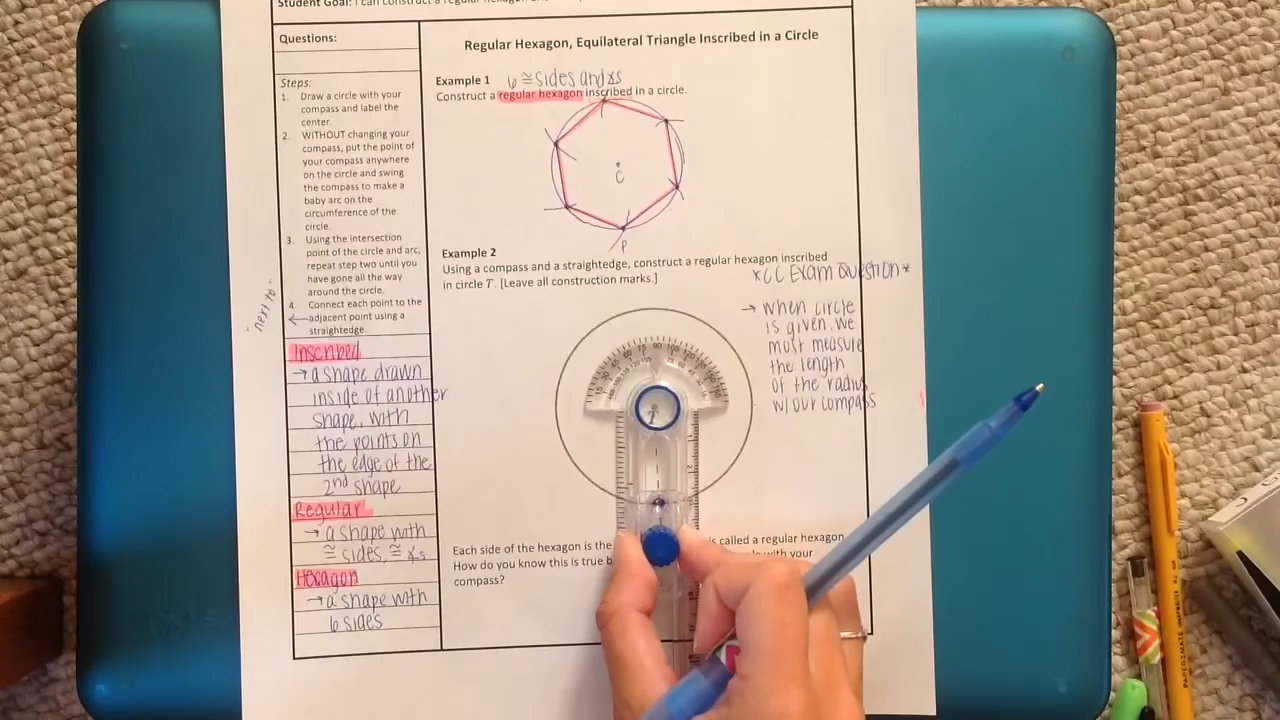 Student Goal: I can construct a regular hexagon
Questions:
Regular Hexagon, Equilateral Triangle Inscribed in a Circle
Steps:
1. Draw a circle with your
compass and label the
center.
2. WITHOUT changing your
compass, put the point of
your compass anywhere
on the circle and swing
the compass to make a
baby arc on the
circumference of the
circle.
3. Using the intersection
point of the circle and arc,
repeat step two until you
have gone all the way
around the circle.
4. Connect each point to the
adjacent point using a
straightedge.
"next to"
Inscribed
→ a shape drawn
inside of another
shape, with
the points on
the edge of the
2nd shape
Regular
→ a shape with
≅ sides, ≅ ∡s
Hexagon
→ a shape with
6 sides
Example 1 6 ≅ sides and ∡s
Construct a regular hexagon inscribed in a circle.
C
P
Example 2
Using a compass and a straightedge, construct a regular hexagon inscribed
in circle T. [Leave all construction marks.]
*CC Exam Question*
→ when circle
is given, we
must measure
the length
of the radius
w/our compass
Each side of the hexagon is the is called a regular hexagon
How do you know this is true with your
compass?